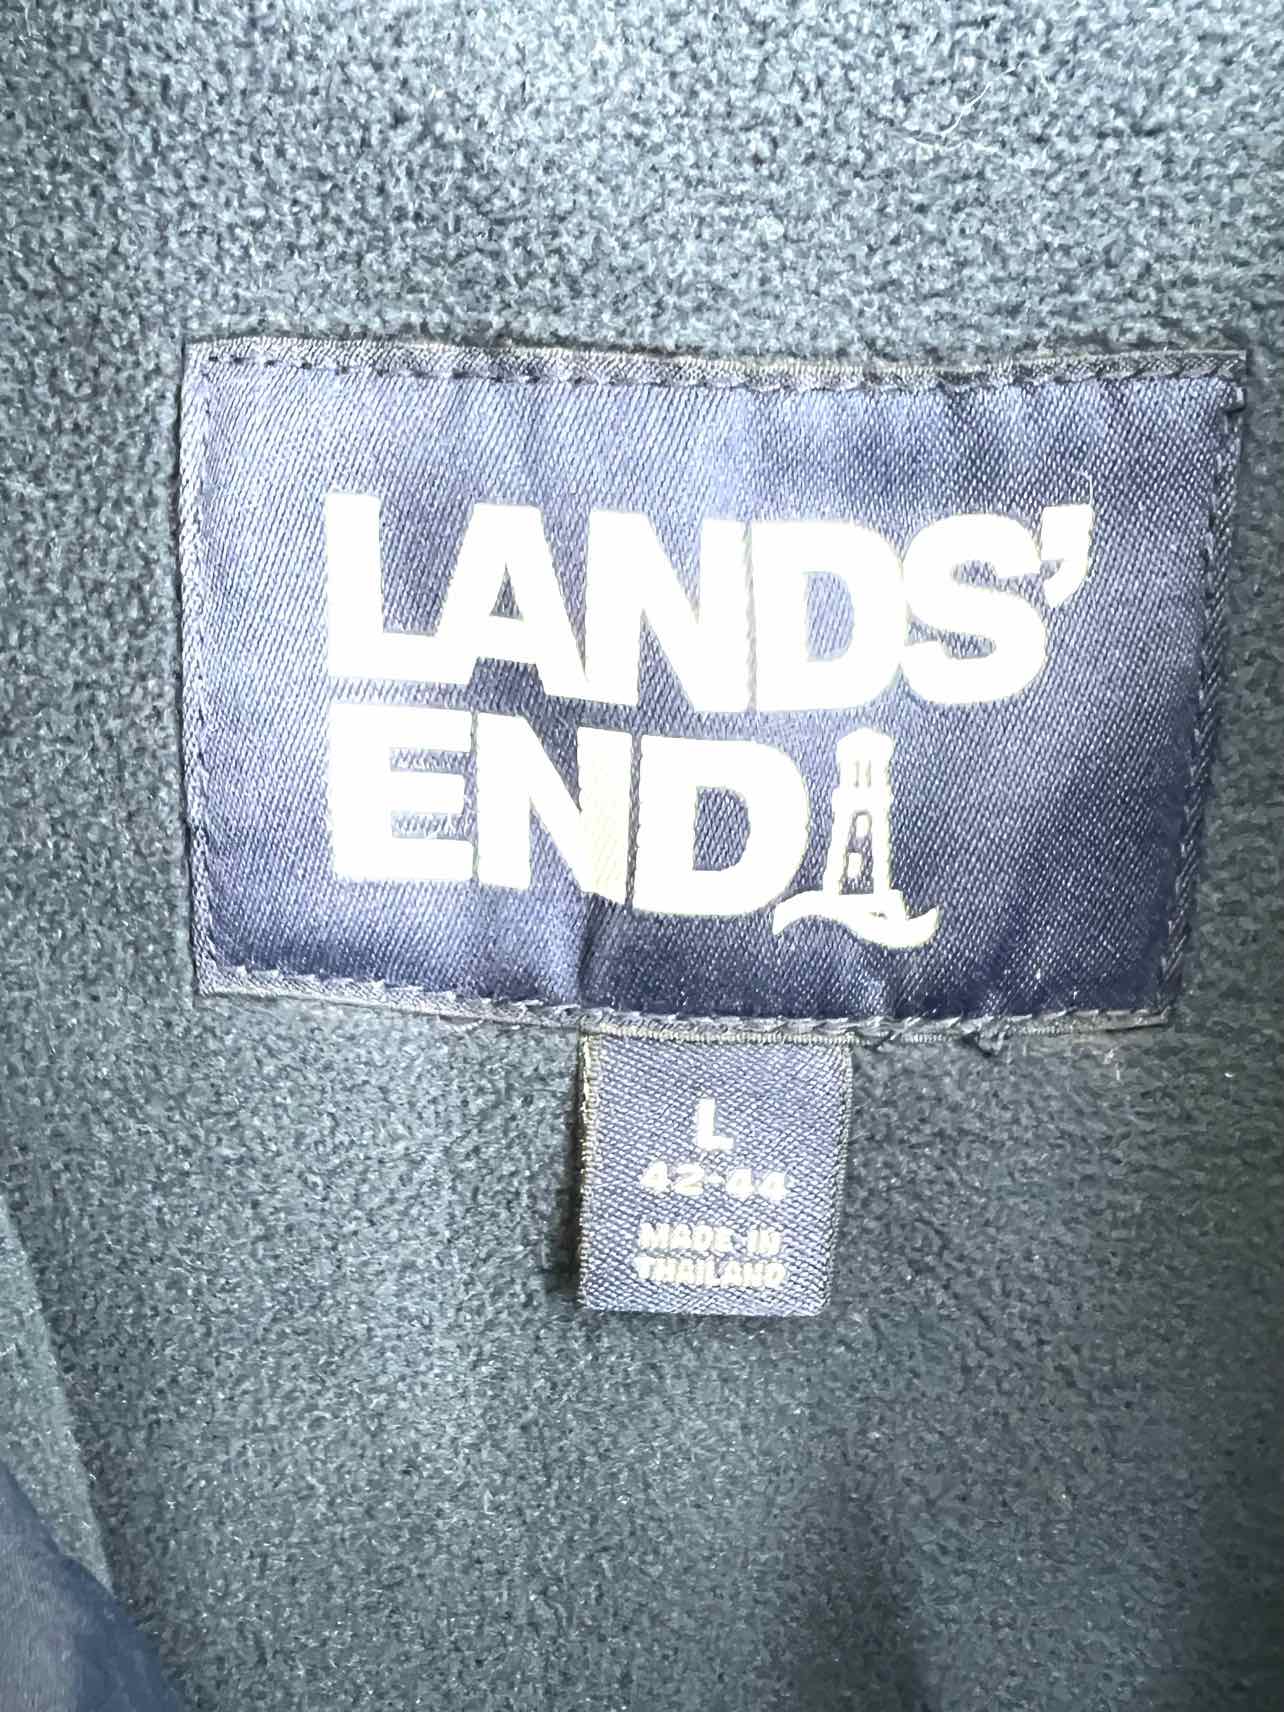 LANDS'
END
L
42-44
MADE IN
THAILAND